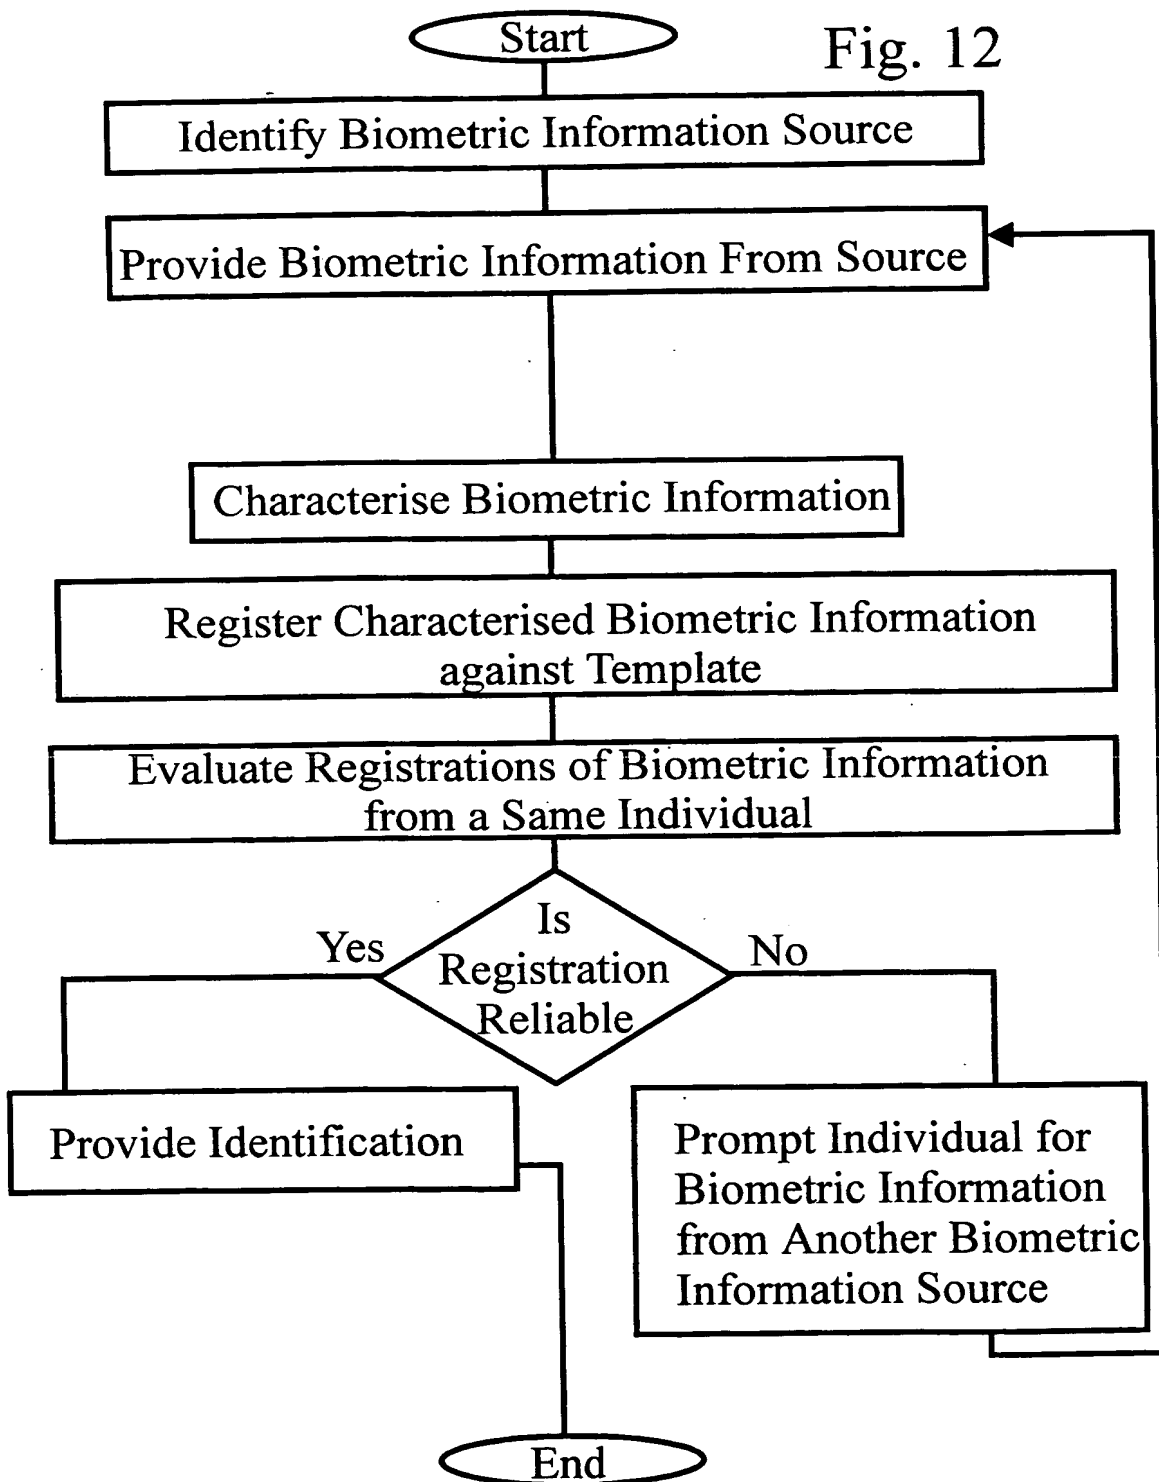 Start
Fig. 12
Identify Biometric Information Source
Provide Biometric Information From Source
Characterise Biometric Information
Register Characterised Biometric Information
against Template
Evaluate Registrations of Biometric Information
from a Same Individual
Is
Registration
Reliable
Yes
No
Provide Identification
Prompt Individual for
Biometric Information
from Another Biometric
Information Source
End